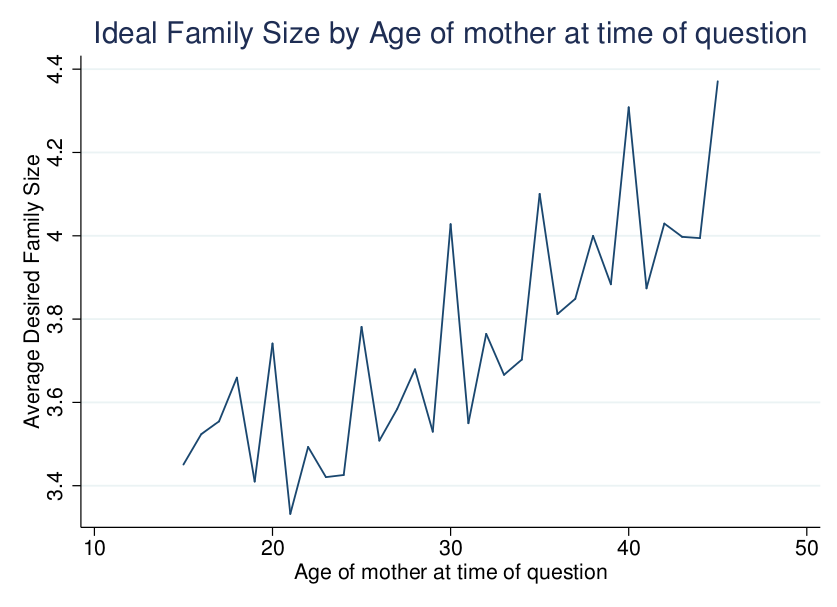 Ideal Family Size by Age of mother at time of question
Average Desired Family Size
4.4
4.2
4
3.8
3.6
3.4
10 20 30 40 50
Age of mother at time of question